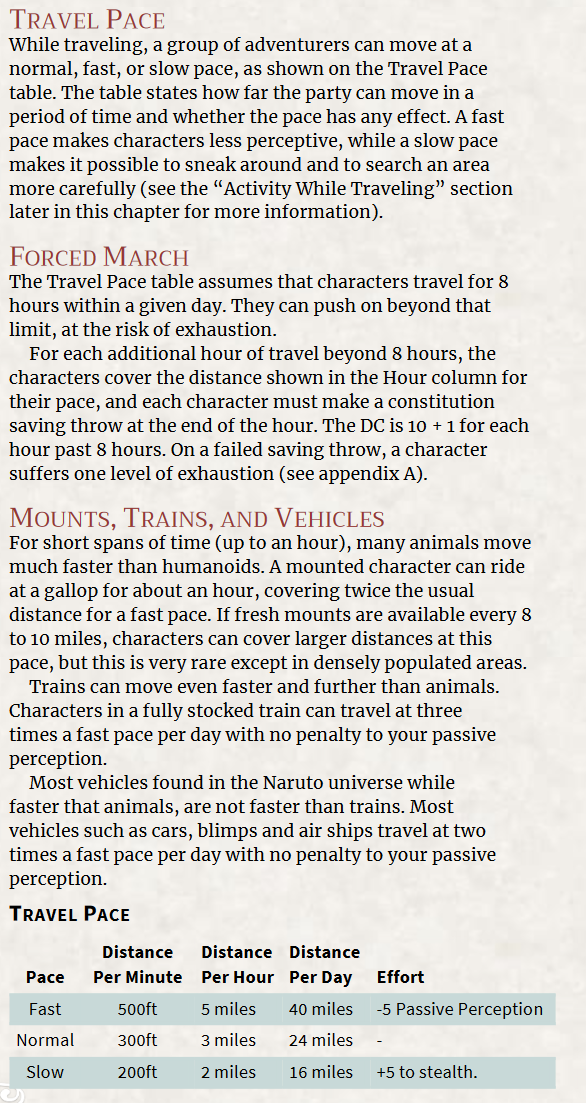 Travel Pace
While traveling, a group of adventurers can move at a
normal, fast, or slow pace, as shown on the Travel Pace
table. The table states how far the party can move in a
period of time and whether the pace has any effect. A fast
pace makes characters less perceptive, while a slow pace
makes it possible to sneak around and to search an area
more carefully (see the “Activity While Traveling” section
later in this chapter for more information).
Forced March
The Travel Pace table assumes that characters travel for 8
hours within a given day. They can push on beyond that
limit, at the risk of exhaustion.
For each additional hour of travel beyond 8 hours, the
characters cover the distance shown in the Hour column for
their pace, and each character must make a constitution
saving throw at the end of the hour. The DC is 10 + 1 for each
hour past 8 hours. On a failed saving throw, a character
suffers one level of exhaustion (see appendix A).
Mounts, Trains, and Vehicles
For short spans of time (up to an hour), many animals move
much faster than humanoids. A mounted character can ride
at a gallop for about an hour, covering twice the usual
distance for a fast pace. If fresh mounts are available every 8
to 10 miles, characters can cover larger distances at this
pace, but this is very rare except in densely populated areas.
Trains can move even faster and further than animals.
Characters in a fully stocked train can travel at three
times a fast pace per day with no penalty to your passive
perception.
Most vehicles found in the Naruto universe while
faster that animals, are not faster than trains. Most
vehicles such as cars, blimps and air ships travel at two
times a fast pace per day with no penalty to your passive
perception.
Travel Pace
Distance Distance Distance
Pace Per Minute Per Hour Per Day Effort
Fast 500ft 5 miles 40 miles -5 Passive Perception
Normal 300ft 3 miles 24 miles -
Slow 200ft 2 miles 16 miles +5 to stealth.